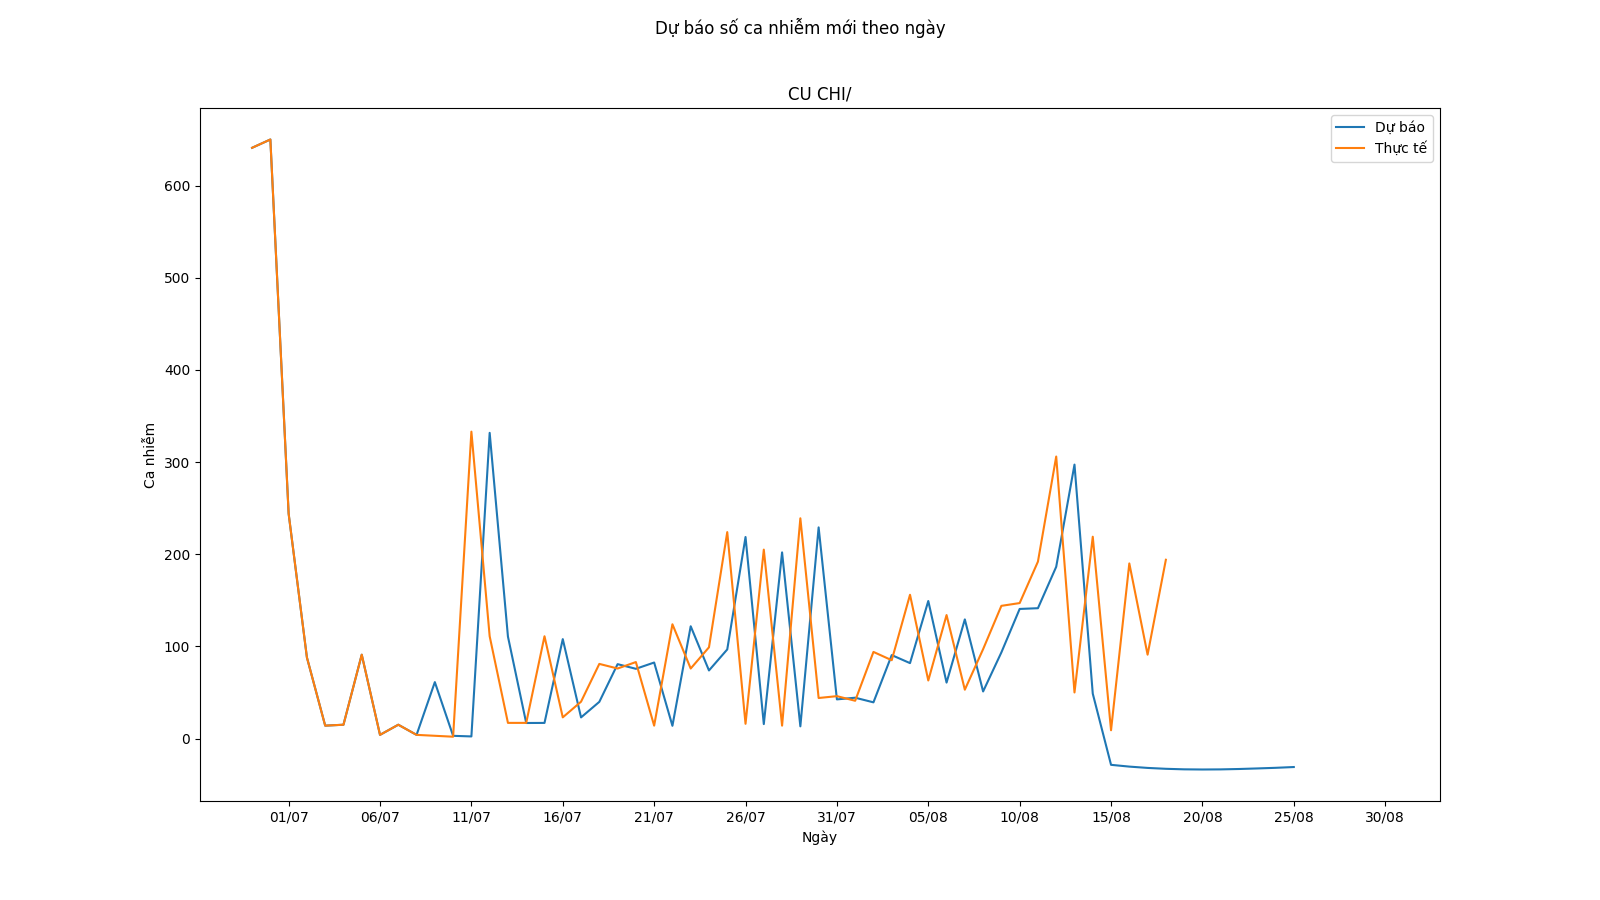 Dự báo số ca nhiễm mới theo ngày
CU CHI/
Dự báo
Thực tế
600
500
400
300
200
100
0
Ca nhiễm
01/07 06/07 11/07 16/07 21/07 26/07 31/07 05/08 10/08 15/08 20/08 25/08 30/08
Ngày